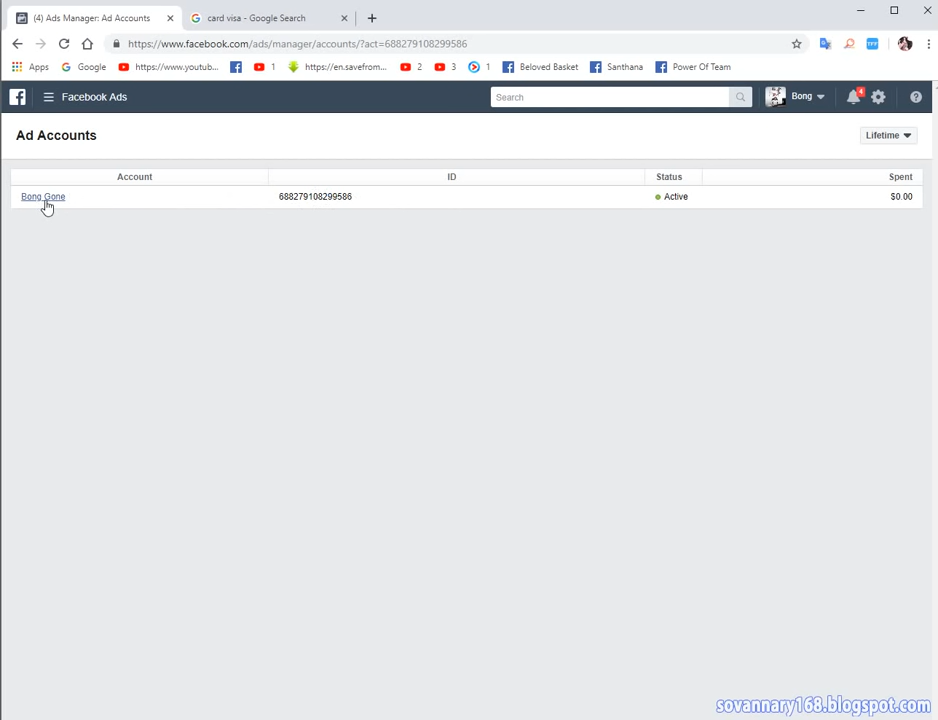 (4) Ads Manager: Ad Accounts
card visa - Google Search
https://www.facebook.com/ads/manager/accounts/?act=688279108299586
Apps
Google
https://www.youtub...
1
https://en.savefrom...
2
3
1
Beloved Basket
Santhana
Power Of Team
Facebook Ads
Search
Bong
4
Ad Accounts
Lifetime
Account
ID
Status
Spent
Bong Gone
688279108299586
Active
$0.00
sovannary168.blogspot.com